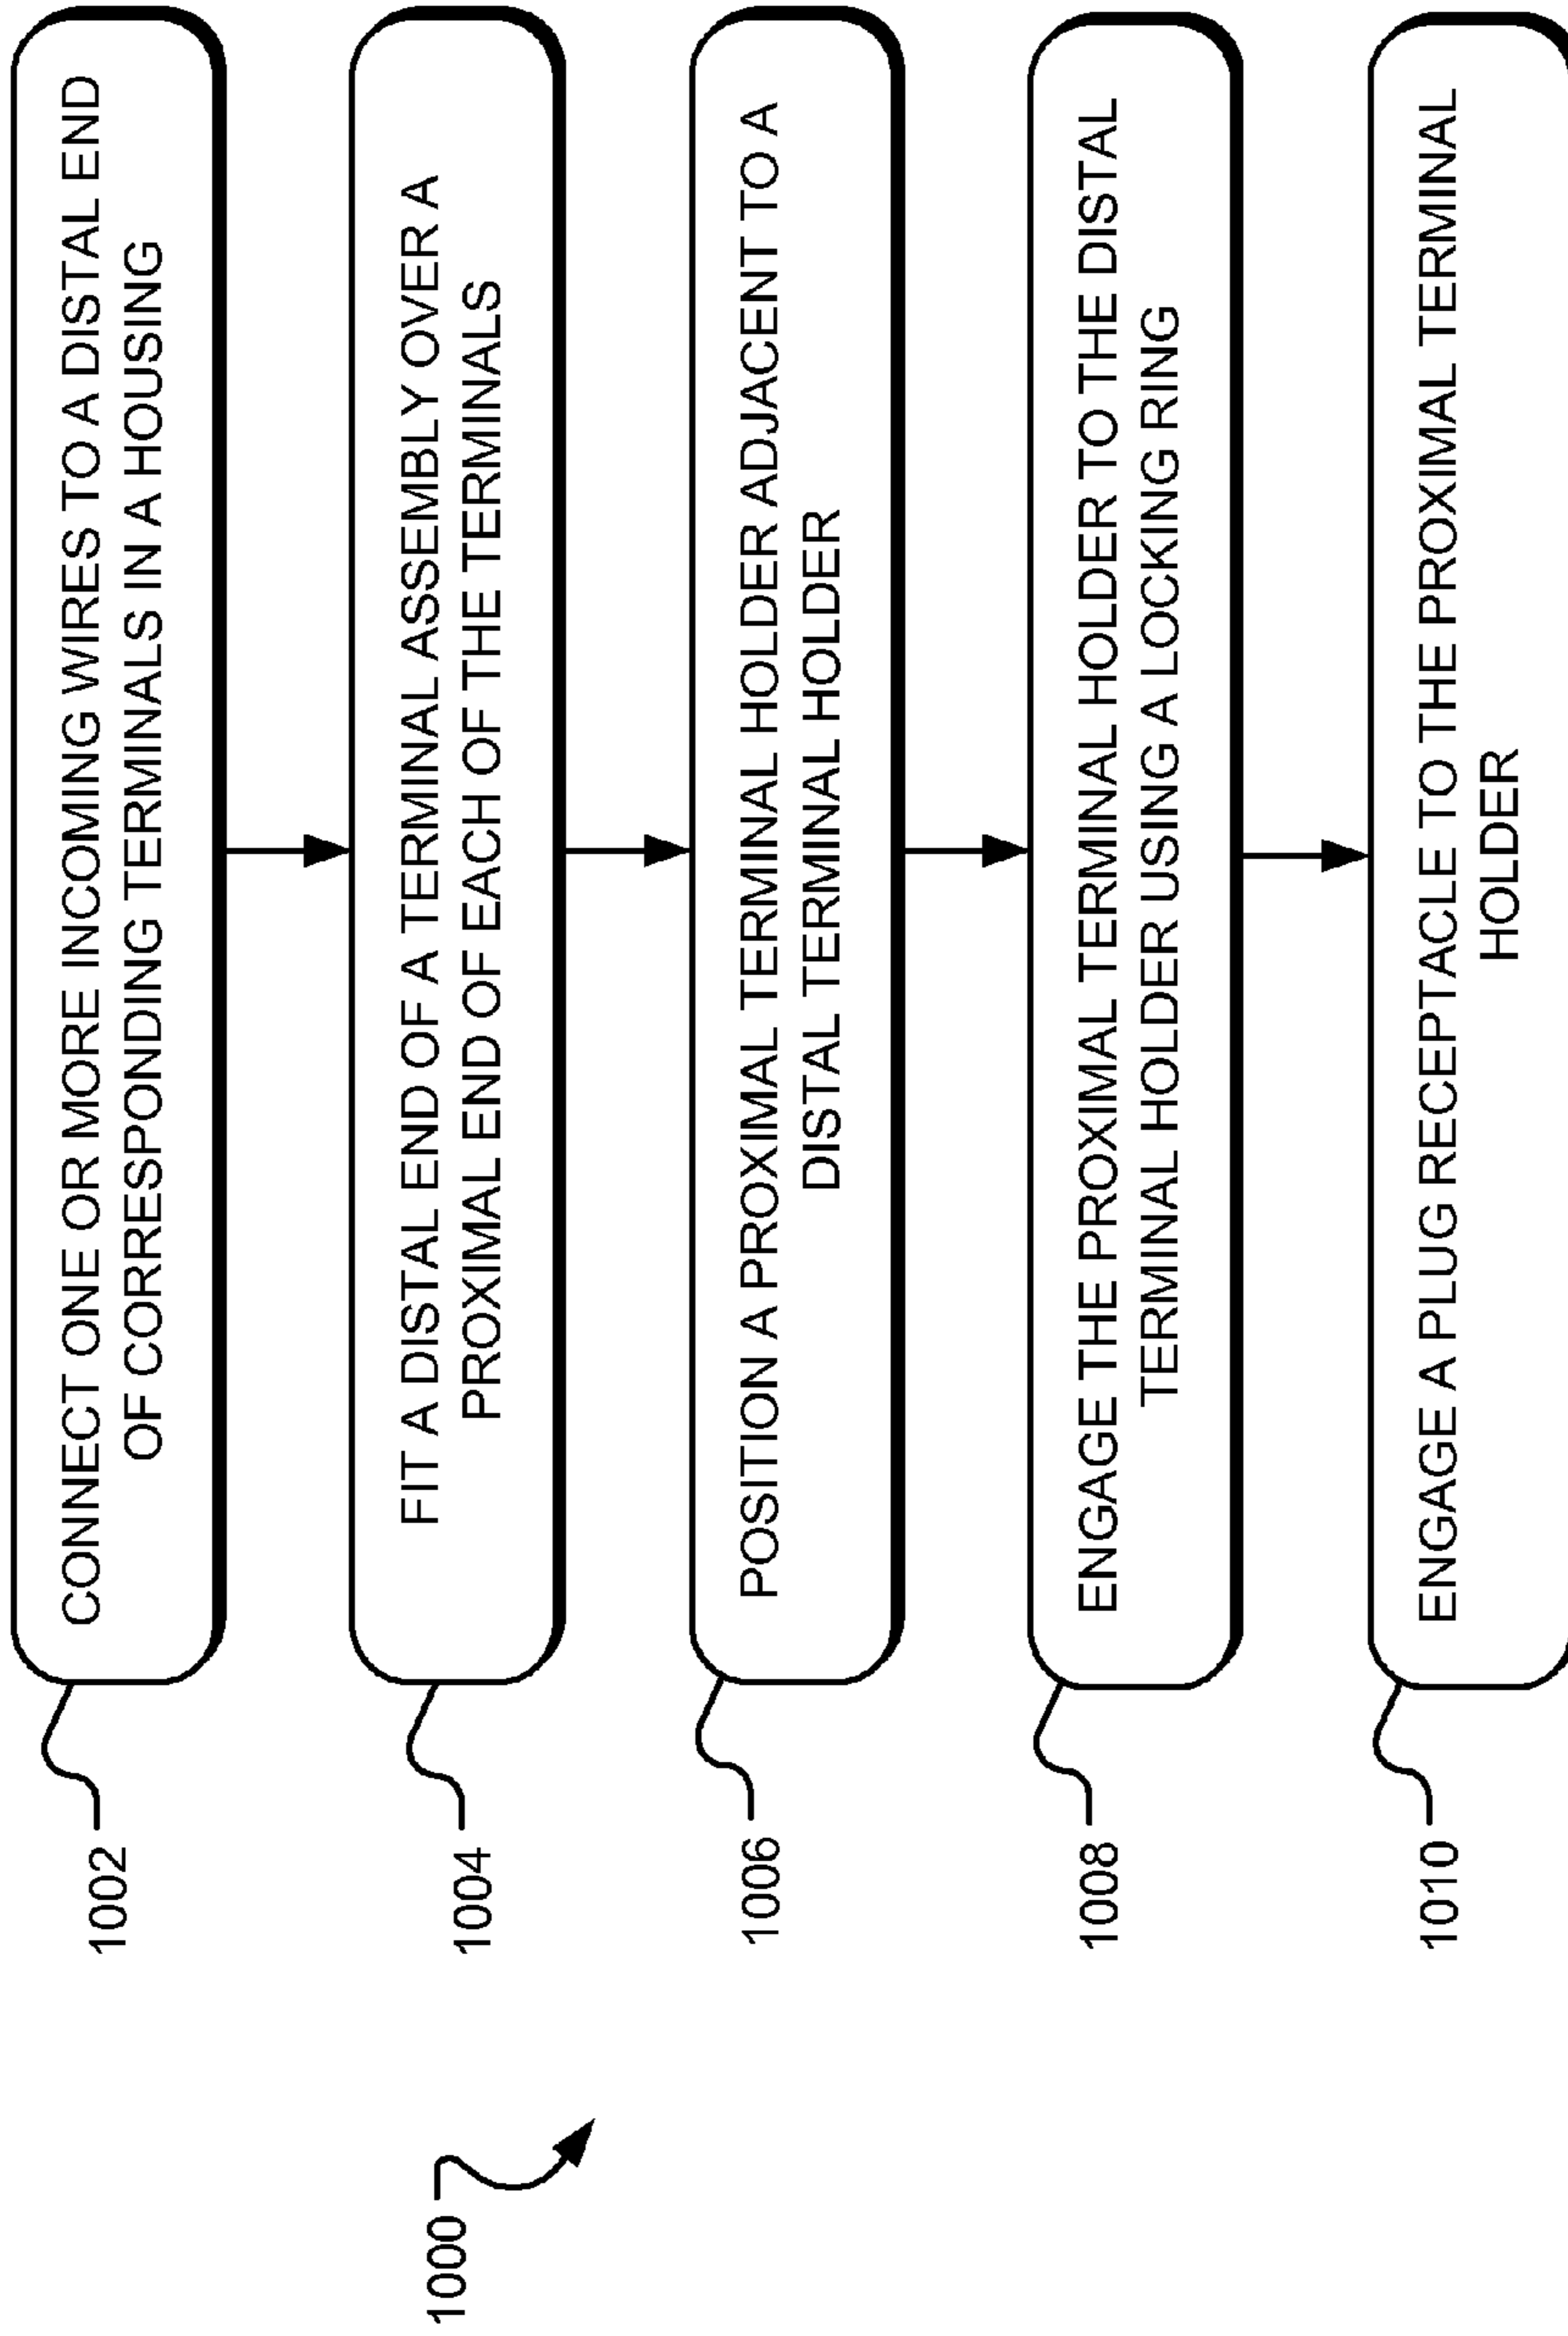 1000
1002
CONNECT ONE OR MORE INCOMING WIRES TO A DISTAL END
OF CORRESPONDING TERMINALS IN A HOUSING
1004
FIT A DISTAL END OF A TERMINAL ASSEMBLY OVER A
PROXIMAL END OF EACH OF THE TERMINALS
1006
POSITION A PROXIMAL TERMINAL HOLDER ADJACENT TO A
DISTAL TERMINAL HOLDER
1008
ENGAGE THE PROXIMAL TERMINAL HOLDER TO THE DISTAL
TERMINAL HOLDER USING A LOCKING RING
1010
ENGAGE A PLUG RECEPTACLE TO THE PROXIMAL TERMINAL
HOLDER